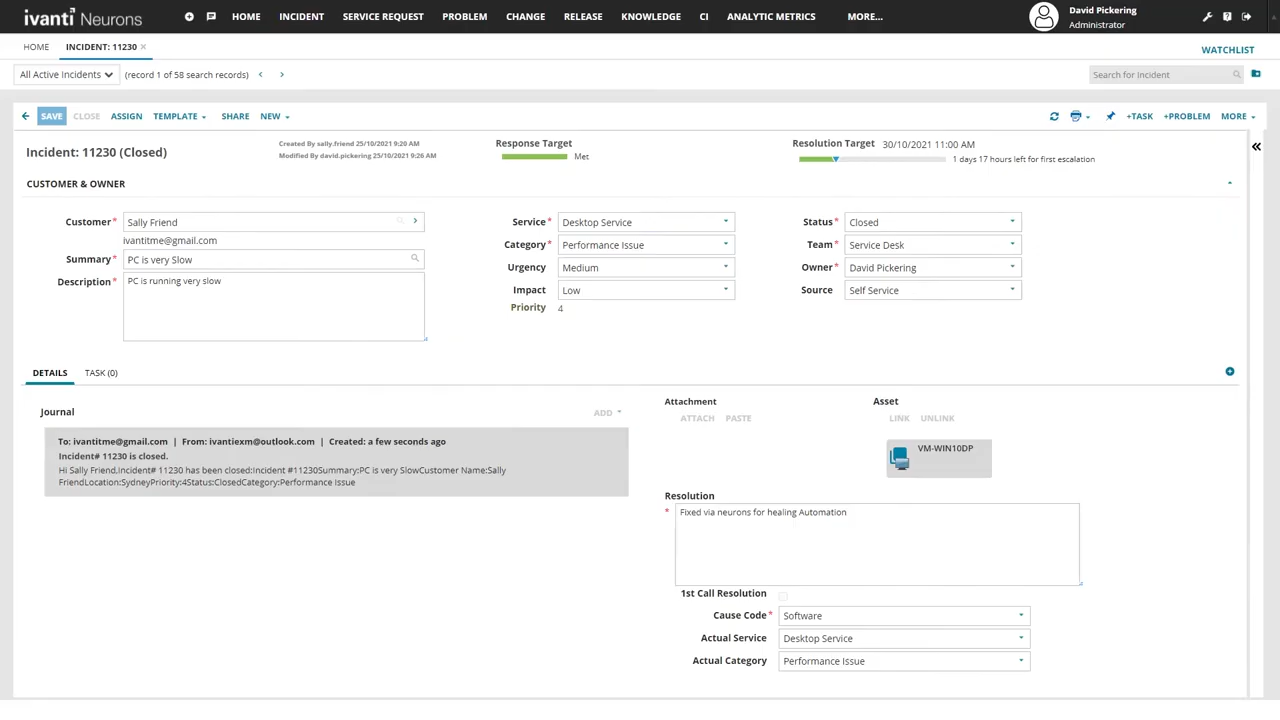 ivanti Neurons HOME INCIDENT SERVICE REQUEST PROBLEM CHANGE RELEASE KNOWLEDGE CI ANALYTIC METRICS MORE...
David Pickering
Administrator
HOME INCIDENT: 11230
WATCHLIST
All Active Incidents (record 1 of 58 search records) Search for Incident
SAVE CLOSE ASSIGN TEMPLATE SHARE NEW +TASK +PROBLEM MORE
Incident: 11230 (Closed)
Created By sally.friend 25/10/2021 9:20 AM
Modified By david.pickering 25/10/2021 9:26 AM
Response Target
Met
Resolution Target 30/10/2021 11:00 AM
1 days 17 hours left for first escalation
CUSTOMER & OWNER
Customer* Sally Friend
ivantitme@gmail.com
Summary* PC is very Slow
Description* PC is running very slow
Service* Desktop Service
Category* Performance Issue
Urgency Medium
Impact Low
Priority 4
Status* Closed
Team* Service Desk
Owner* David Pickering
Source Self Service
DETAILS TASK (0)
Journal ADD
To: ivantitme@gmail.com | From: ivantiexm@outlook.com | Created: a few seconds ago
Incident# 11230 is closed.
Hi Sally Friend.Incident# 11230 has been closed:Incident #11230Summary:PC is very SlowCustomer Name:Sally
FriendLocation:SydneyPriority:4Status:ClosedCategory:Performance Issue
Attachment
ATTACH PASTE
Asset
LINK UNLINK
VM-WIN10DP
Resolution
* Fixed via neurons for healing Automation
1st Call Resolution
Cause Code* Software
Actual Service Desktop Service
Actual Category Performance Issue